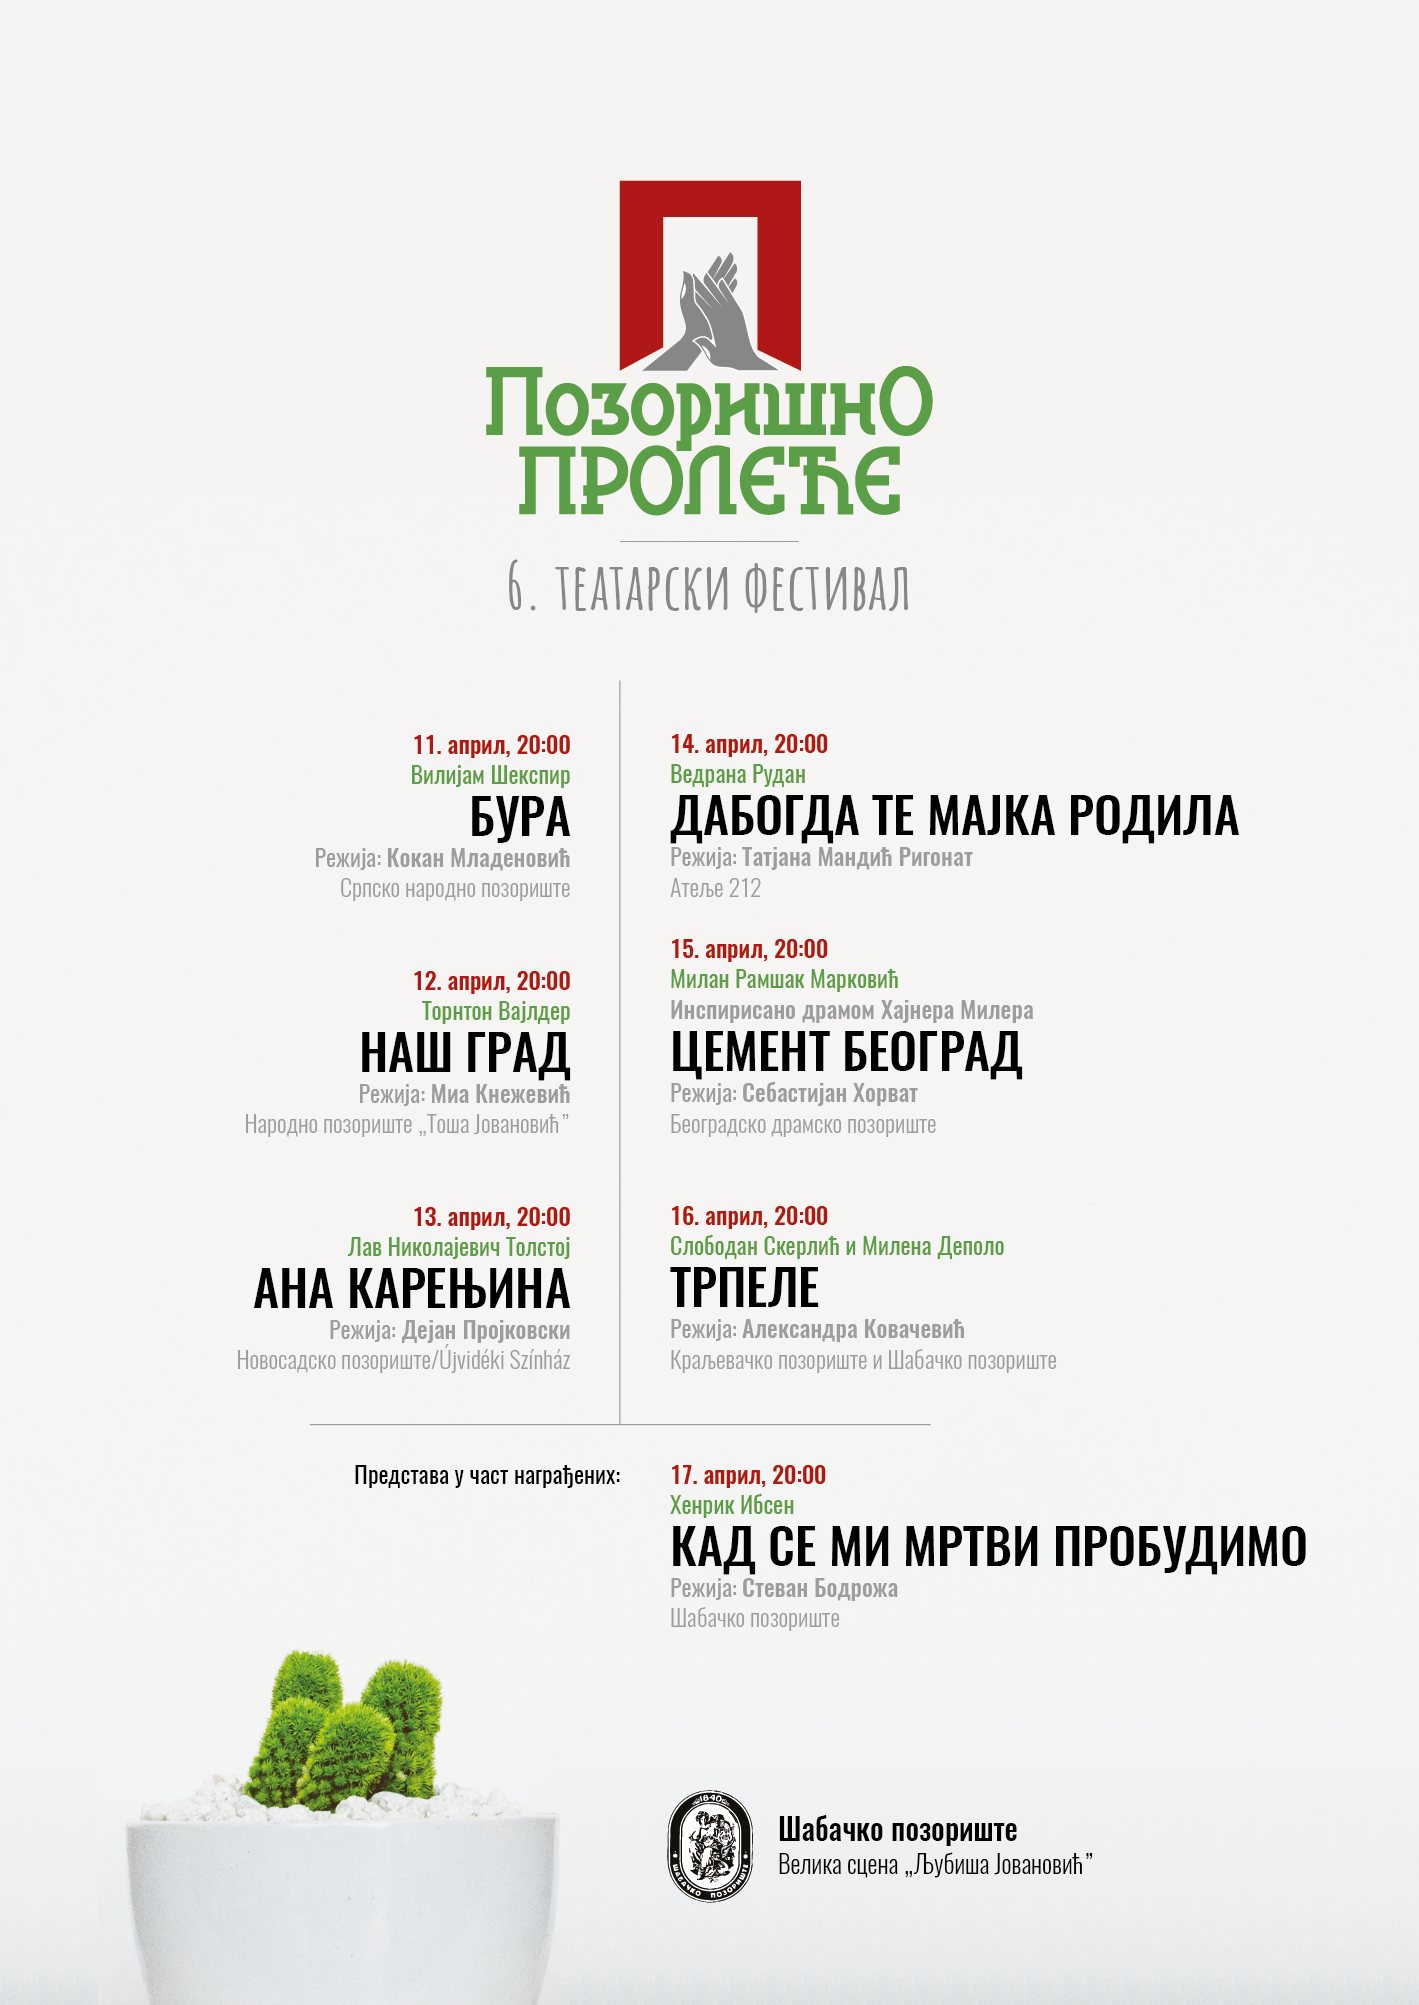 ПОЗОРИШНО
ПРОЛЕЋЕ
6. ТЕАТАРСКИ ФЕСТИВАЛ
11. април, 20:00
Вилијам Шекспир
БУРА
Режија: Кокан Младеновић
Српско народно позориште
12. април, 20:00
Торнтон Вајлдер
НАШ ГРАД
Режија: Миа Кнежевић
Народно позориште „Тоша Јовановић”
13. април, 20:00
Лав Николајевич Толстој
АНА КАРЕЊИНА
Режија: Дејан Пројковски
Новосадско позориште/Újvidéki Színház
14. април, 20:00
Ведрана Рудан
ДАБОГДА ТЕ МАЈКА РОДИЛА
Режија: Татјана Мандић Ригонат
Атеље 212
15. април, 20:00
Милан Рамшак Марковић
Инспирисано драмом Хајнера Милера
ЦЕМЕНТ БЕОГРАД
Режија: Себастијан Хорват
Београдско драмско позориште
16. април, 20:00
Слободан Скерлић и Милена Деполо
ТРПЕЛЕ
Режија: Александра Ковачевић
Краљевачко позориште и Шабачко позориште
Представа у част награђених:
17. април, 20:00
Хенрик Ибсен
КАД СЕ МИ МРТВИ ПРОБУДИМО
Режија: Стеван Бодрожа
Шабачко позориште
1840
ШАБАЧКО ПОЗОРИШТЕ
Шабачко позориште
Велика сцена „Љубиша Јовановић”